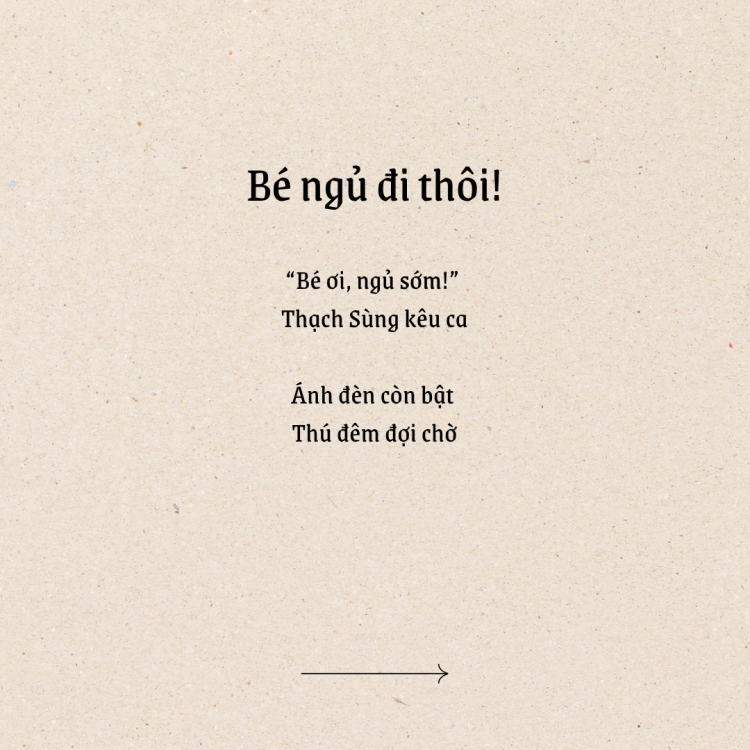 Bé ngủ đi thôi!
“Bé ơi, ngủ sớm!”
Thạch Sùng kêu ca
Ánh đèn còn bật
Thú đêm đợi chờ